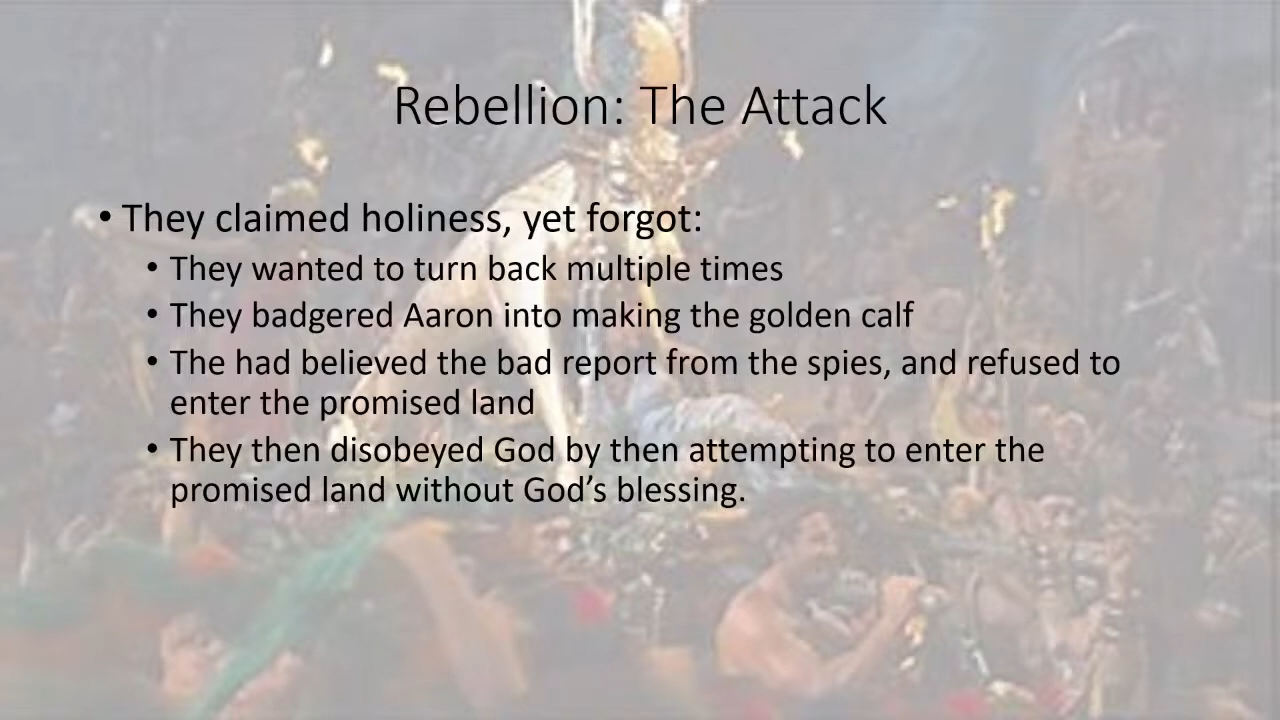 Rebellion: The Attack
• They claimed holiness, yet forgot:
• They wanted to turn back multiple times
• They badgered Aaron into making the golden calf
• The had believed the bad report from the spies, and refused to
enter the promised land
• They then disobeyed God by then attempting to enter the
promised land without God’s blessing.